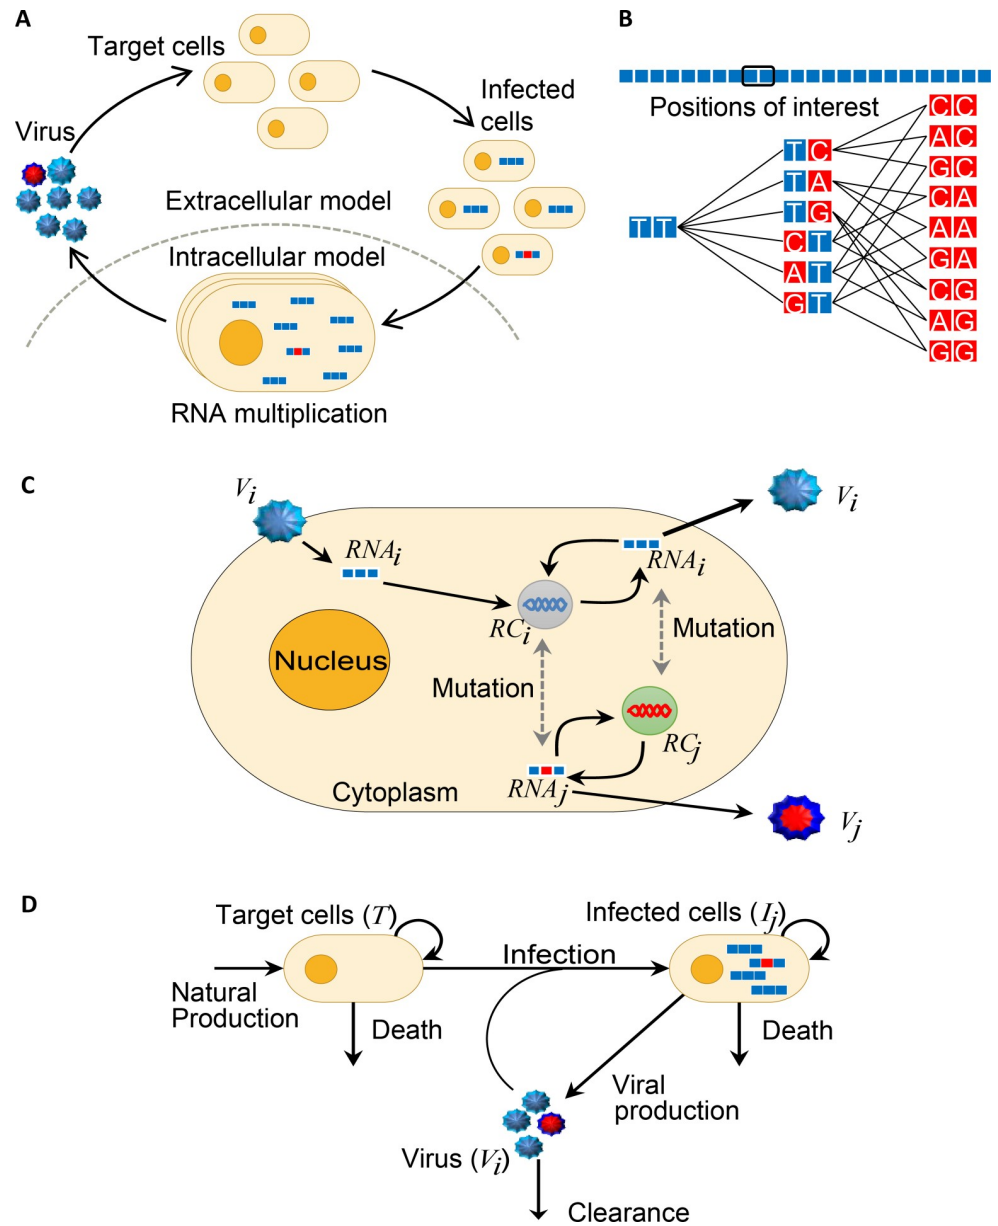 A
Target cells
Infected
cells
Virus
Extracellular model
Intracellular model
RNA multiplication
B
Positions of interest
TT
TC
TA
TG
CT
AT
GT
CC
AC
GC
CA
AA
GA
CG
AG
GG
C
Vi
Vi
RNAi
RNAi
RCi
Mutation
Mutation
Nucleus
RCj
RNAj
Cytoplasm
Vj
D
Target cells (T)
Infected cells (Ij)
Infection
Natural
Production
Death
Death
Viral
production
Virus (Vi)
Clearance